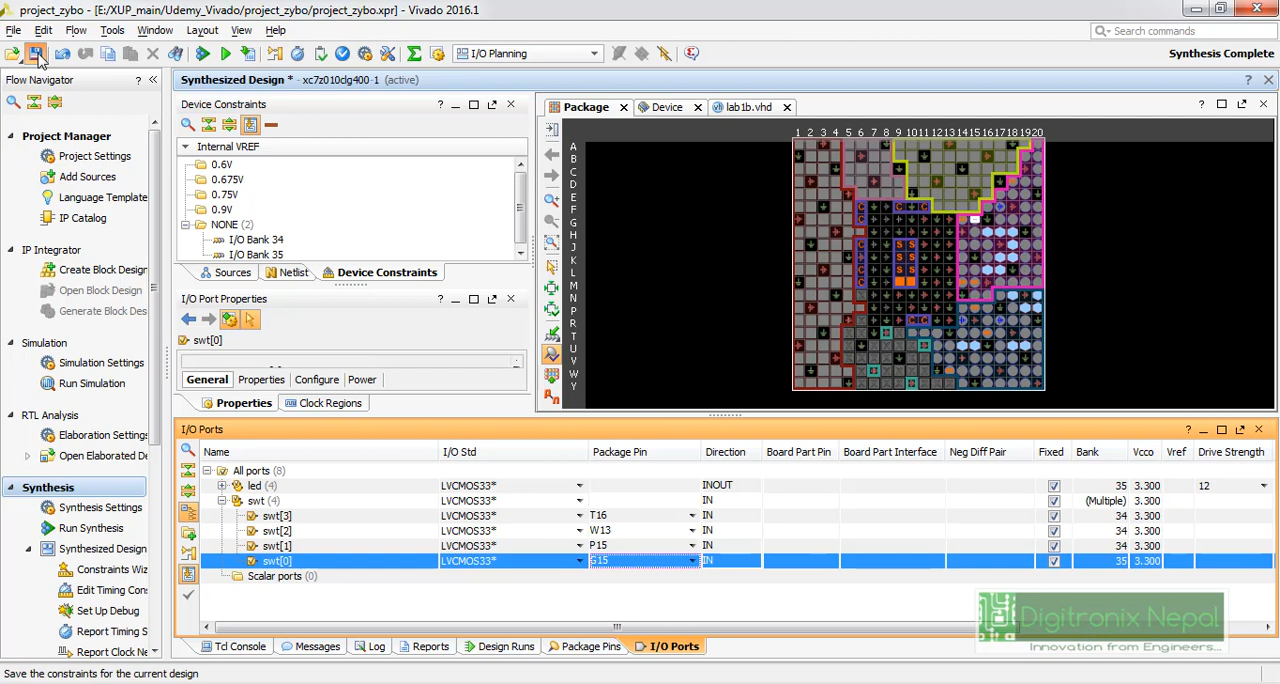 project_zybo - [E:/XUP_main/Udemy_Vivado/project_zybo/project_zybo.xpr] - Vivado 2016.1
File Edit Flow Tools Window Layout View Help
Search commands
I/O Planning
Synthesis Complete
Flow Navigator
Synthesized Design * - xc7z010clg400-1 (active)
Project Manager
Project Settings
Add Sources
Language Template
IP Catalog
IP Integrator
Create Block Design
Open Block Design
Generate Block Desi
Simulation
Simulation Settings
Run Simulation
RTL Analysis
Elaboration Settings
Open Elaborated De
Synthesis
Synthesis Settings
Run Synthesis
Synthesized Design
Constraints Wiz
Edit Timing Con
Set Up Debug
Report Timing S
Report Clock Ne
Device Constraints
Internal VREF
0.6V
0.675V
0.75V
0.9V
NONE (2)
I/O Bank 34
I/O Bank 35
Sources Netlist Device Constraints
I/O Port Properties
swt[0]
General Properties Configure Power
Properties Clock Regions
Package Device lab1b.vhd
1 2 3 4 5 6 7 8 9 10 11 12 13 14 15 16 17 18 19 20
A
B
C
D
E
F
G
H
J
K
L
M
N
P
R
T
U
V
W
Y
I/O Ports
Name I/O Std Package Pin Direction Board Part Pin Board Part Interface Neg Diff Pair Fixed Bank Vcco Vref Drive Strength
All ports (8)
led (4) LVCMOS33* INOUT 35 3.300 12
swt (4) LVCMOS33* IN (Multiple) 3.300
swt[3] LVCMOS33* T16 IN 34 3.300
swt[2] LVCMOS33* W13 IN 34 3.300
swt[1] LVCMOS33* P15 IN 34 3.300
swt[0] LVCMOS33* G15 IN 35 3.300
Scalar ports (0)
Digitronix Nepal
Innovation from Engineers...
Tcl Console Messages Log Reports Design Runs Package Pins I/O Ports
Save the constraints for the current design